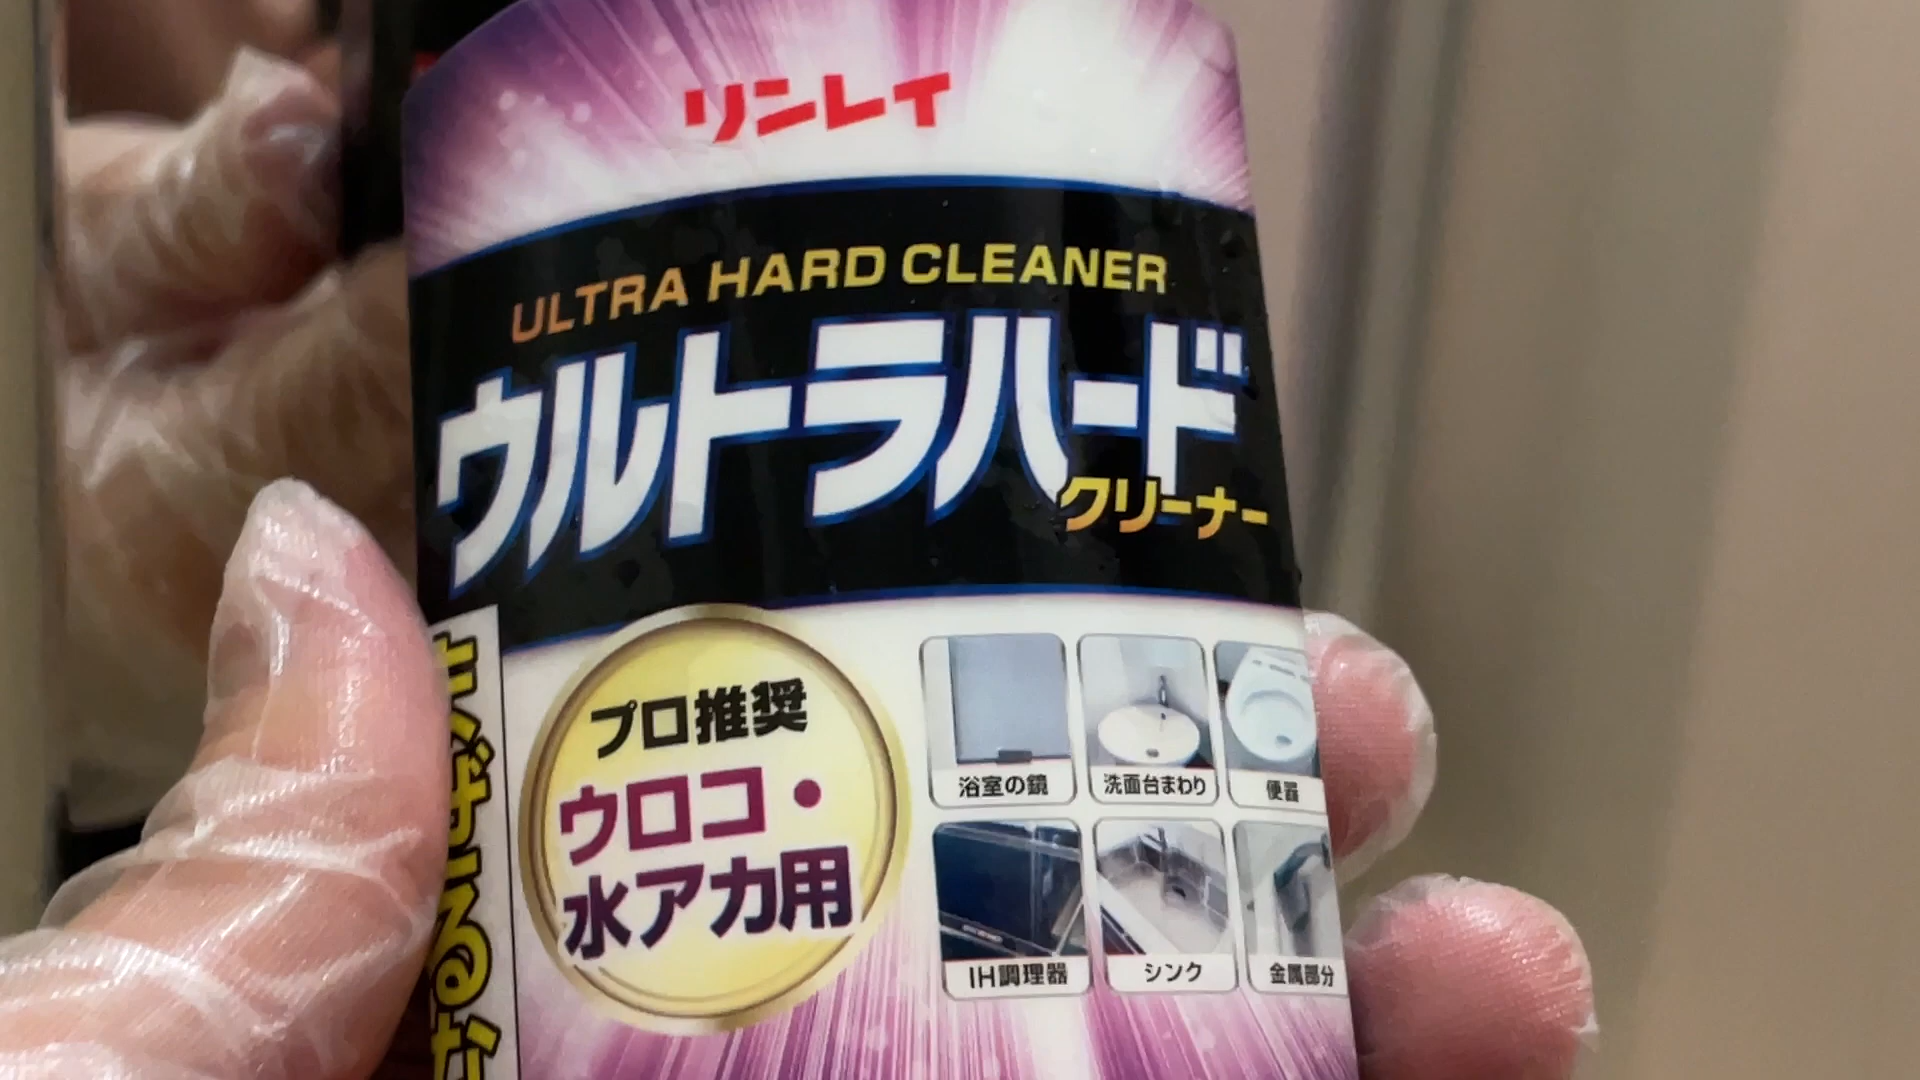 リンレイ
ULTRA HARD CLEANER
ウルトラハード
クリーナー
プロ推奨
ウロコ・
水アカ用
浴室の鏡
洗面台まわり
便器
IH調理器
シンク
金属部分